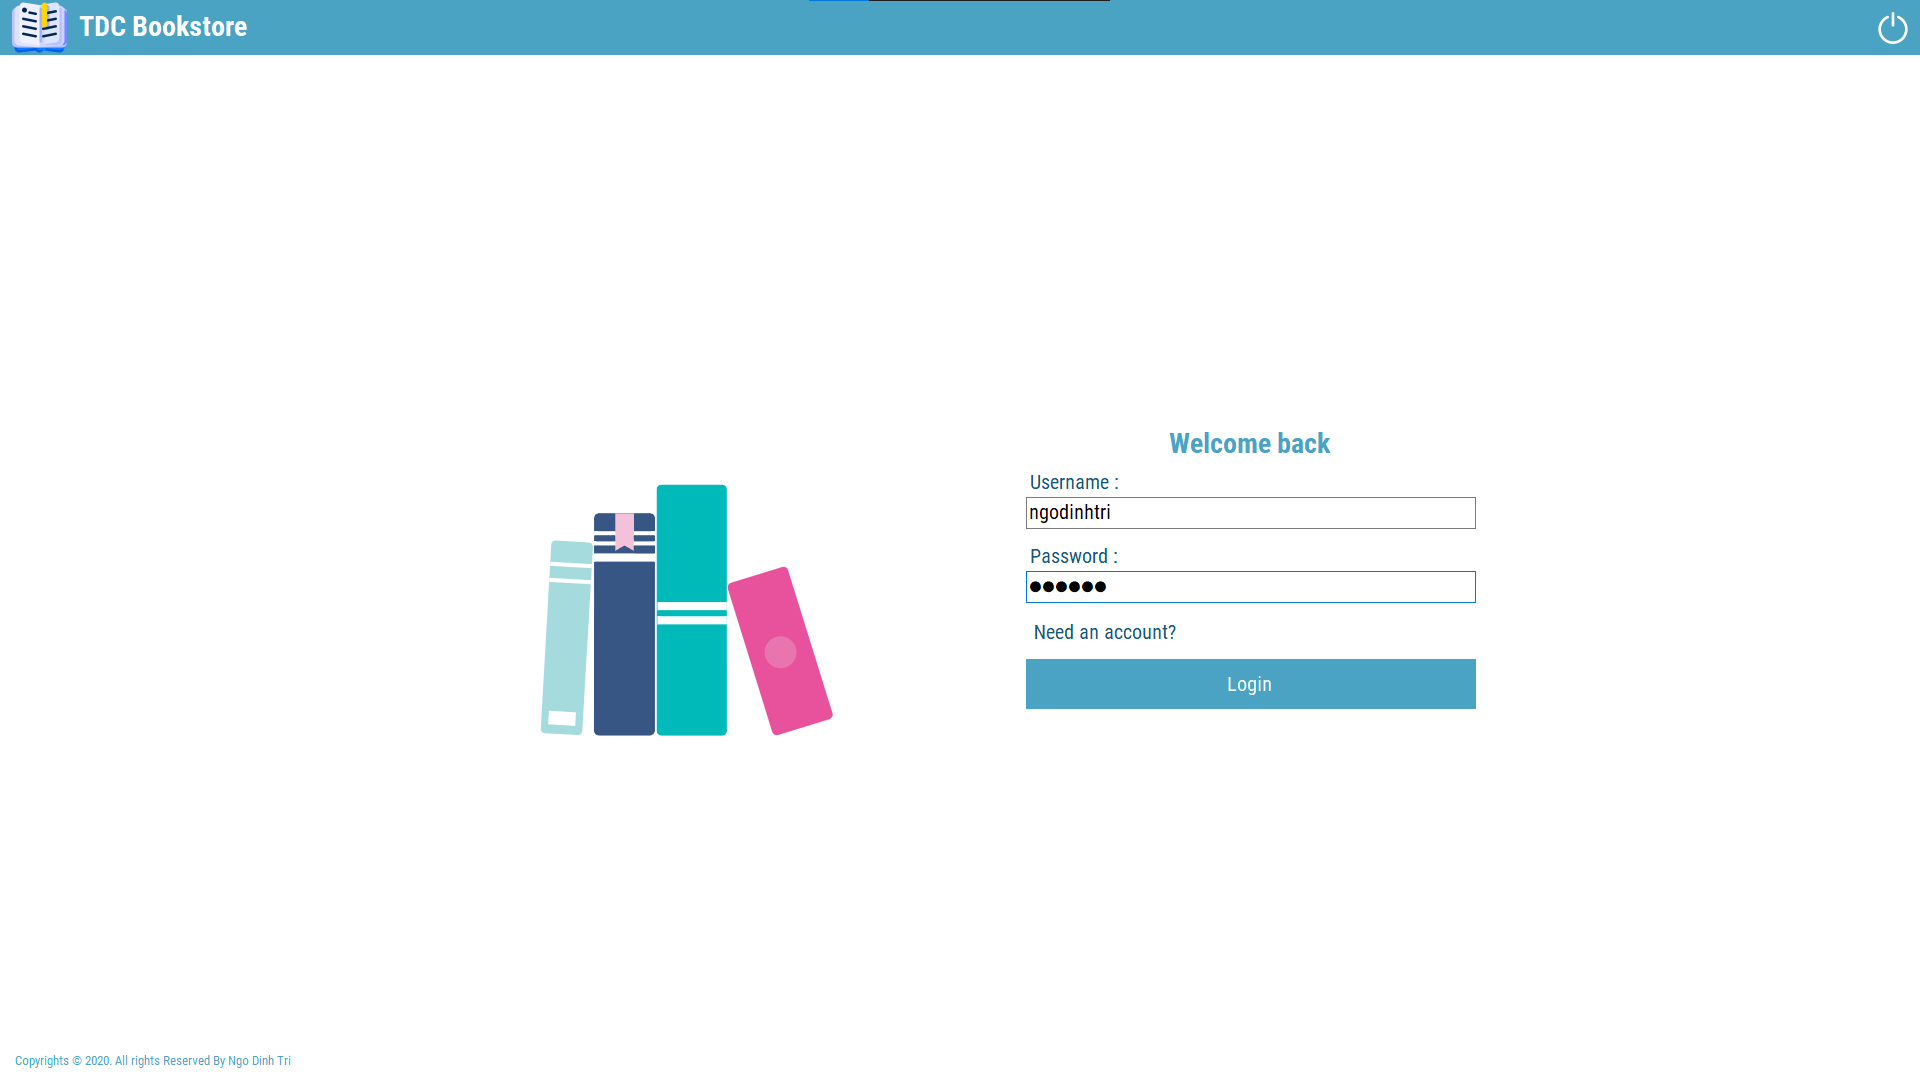 TDC Bookstore
Welcome back
Username :
ngodinhtri
Password :
●●●●●●
Need an account?
Login
Copyrights © 2020. All rights Reserved By Ngo Dinh Tri